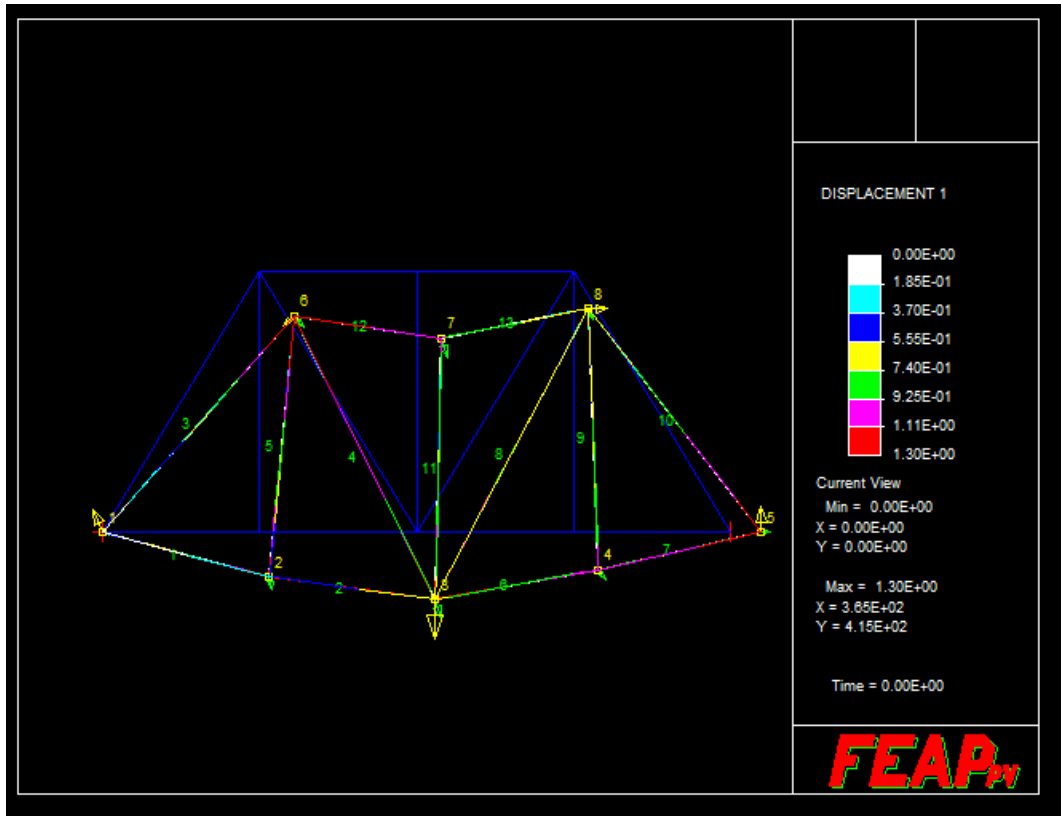 DISPLACEMENT 1
0.00E+00
1.85E-01
3.70E-01
5.55E-01
7.40E-01
9.25E-01
1.11E+00
1.30E+00
Current View
Min = 0.00E+00
X = 0.00E+00
Y = 0.00E+00
Max = 1.30E+00
X = 3.65E+02
Y = 4.15E+02
Time = 0.00E+00
FEAPpv
6
8
7
12
13
3
5
4
11
8
9
10
1
5
1
2
2
3
6
4
7